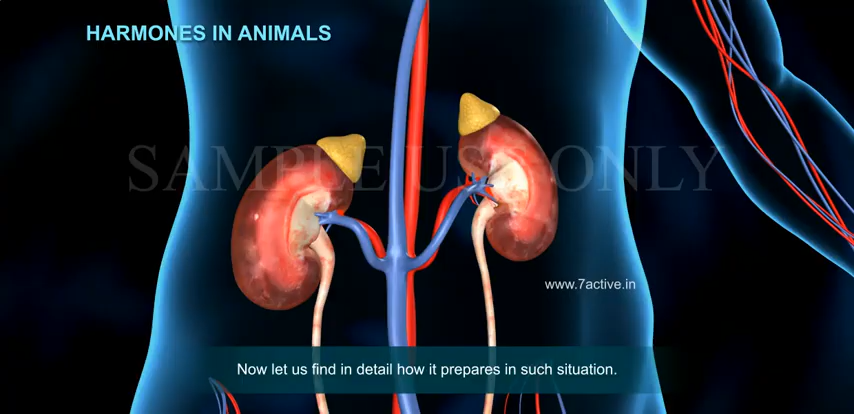 HARMONES IN ANIMALS
SAMPLE USE ONLY
www.7active.in
Now let us find in detail how it prepares in such situation.